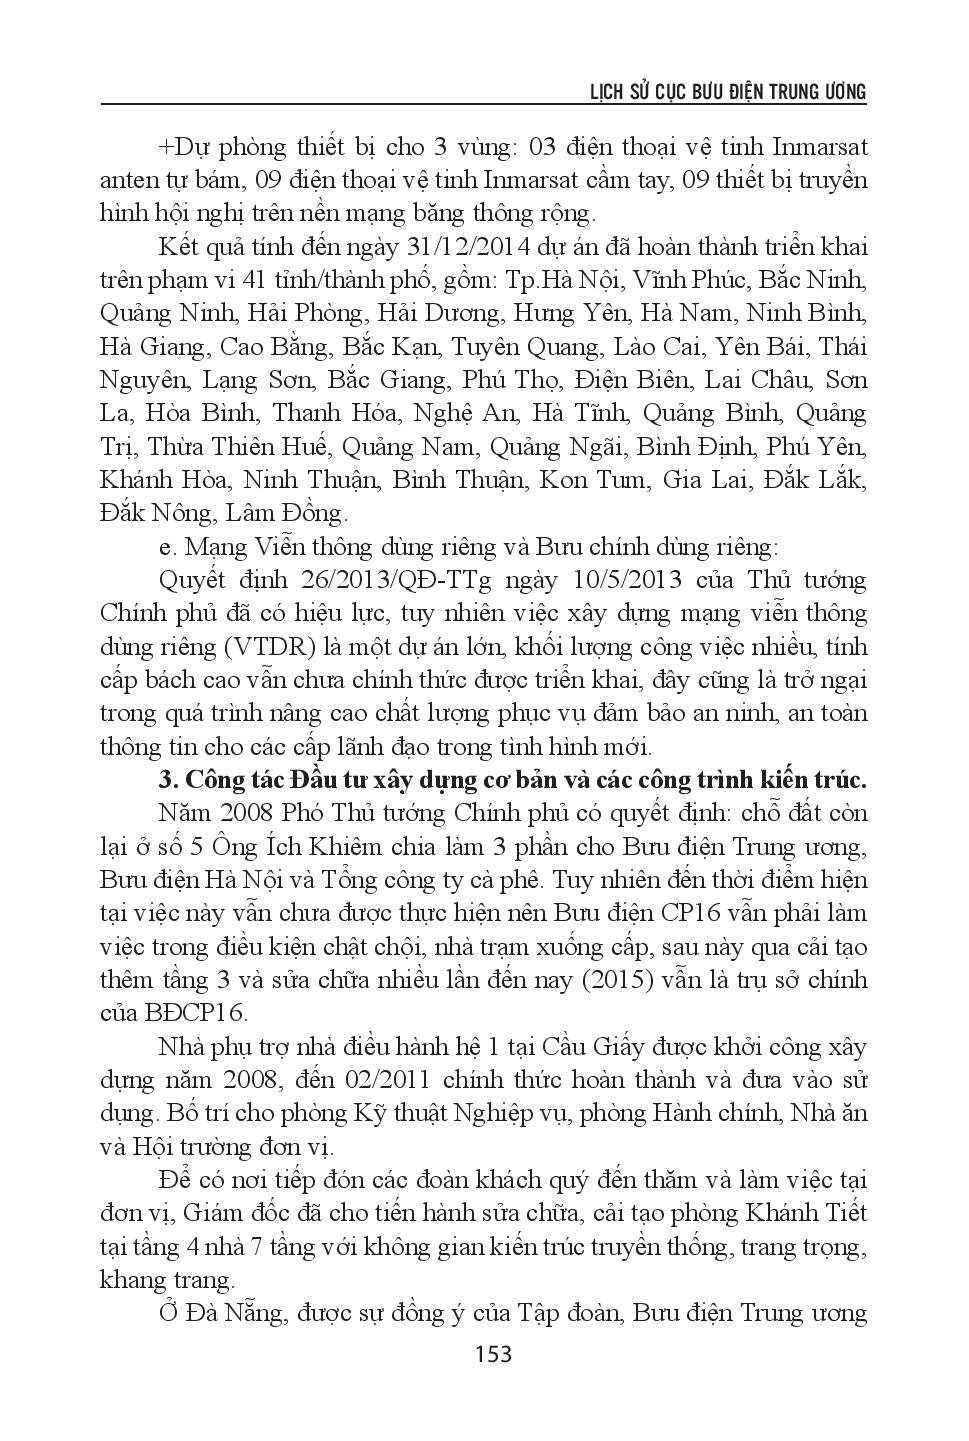 LỊCH SỬ CỤC BƯU ĐIỆN TRUNG ƯƠNG
+Dự phòng thiết bị cho 3 vùng: 03 điện thoại vệ tinh Inmarsat
anten tự bám, 09 điện thoại vệ tinh Inmarsat cầm tay, 09 thiết bị truyền
hình hội nghị trên nền mạng băng thông rộng.
Kết quả tính đến ngày 31/12/2014 dự án đã hoàn thành triển khai
trên phạm vi 41 tỉnh/thành phố, gồm: Tp.Hà Nội, Vĩnh Phúc, Bắc Ninh,
Quảng Ninh, Hải Phòng, Hải Dương, Hưng Yên, Hà Nam, Ninh Bình,
Hà Giang, Cao Bằng, Bắc Kạn, Tuyên Quang, Lào Cai, Yên Bái, Thái
Nguyên, Lạng Sơn, Bắc Giang, Phú Thọ, Điện Biên, Lai Châu, Sơn
La, Hòa Bình, Thanh Hóa, Nghệ An, Hà Tĩnh, Quảng Bình, Quảng
Trị, Thừa Thiên Huế, Quảng Nam, Quảng Ngãi, Bình Định, Phú Yên,
Khánh Hòa, Ninh Thuận, Bình Thuận, Kon Tum, Gia Lai, Đắk Lắk,
Đắk Nông, Lâm Đồng.
e. Mạng Viễn thông dùng riêng và Bưu chính dùng riêng:
Quyết định 26/2013/QĐ-TTg ngày 10/5/2013 của Thủ tướng
Chính phủ đã có hiệu lực, tuy nhiên việc xây dựng mạng viễn thông
dùng riêng (VTDR) là một dự án lớn, khối lượng công việc nhiều, tính
cấp bách cao vẫn chưa chính thức được triển khai, đây cũng là trở ngại
trong quá trình nâng cao chất lượng phục vụ đảm bảo an ninh, an toàn
thông tin cho các cấp lãnh đạo trong tình hình mới.
3. Công tác Đầu tư xây dựng cơ bản và các công trình kiến trúc.
Năm 2008 Phó Thủ tướng Chính phủ có quyết định: chỗ đất còn
lại ở số 5 Ông Ích Khiêm chia làm 3 phần cho Bưu điện Trung ương,
Bưu điện Hà Nội và Tổng công ty cà phê. Tuy nhiên đến thời điểm hiện
tại việc này vẫn chưa được thực hiện nên Bưu điện CP16 vẫn phải làm
việc trong điều kiện chật chội, nhà trạm xuống cấp, sau này qua cải tạo
thêm tầng 3 và sửa chữa nhiều lần đến nay (2015) vẫn là trụ sở chính
của BĐCP16.
Nhà phụ trợ nhà điều hành hệ 1 tại Cầu Giấy được khởi công xây
dựng năm 2008, đến 02/2011 chính thức hoàn thành và đưa vào sử
dụng. Bố trí cho phòng Kỹ thuật Nghiệp vụ, phòng Hành chính, Nhà ăn
và Hội trường đơn vị.
Để có nơi tiếp đón các đoàn khách quý đến thăm và làm việc tại
đơn vị, Giám đốc đã cho tiến hành sửa chữa, cải tạo phòng Khánh Tiết
tại tầng 4 nhà 7 tầng với không gian kiến trúc truyền thống, trang trọng,
khang trang.
Ở Đà Nẵng, được sự đồng ý của Tập đoàn, Bưu điện Trung ương
153